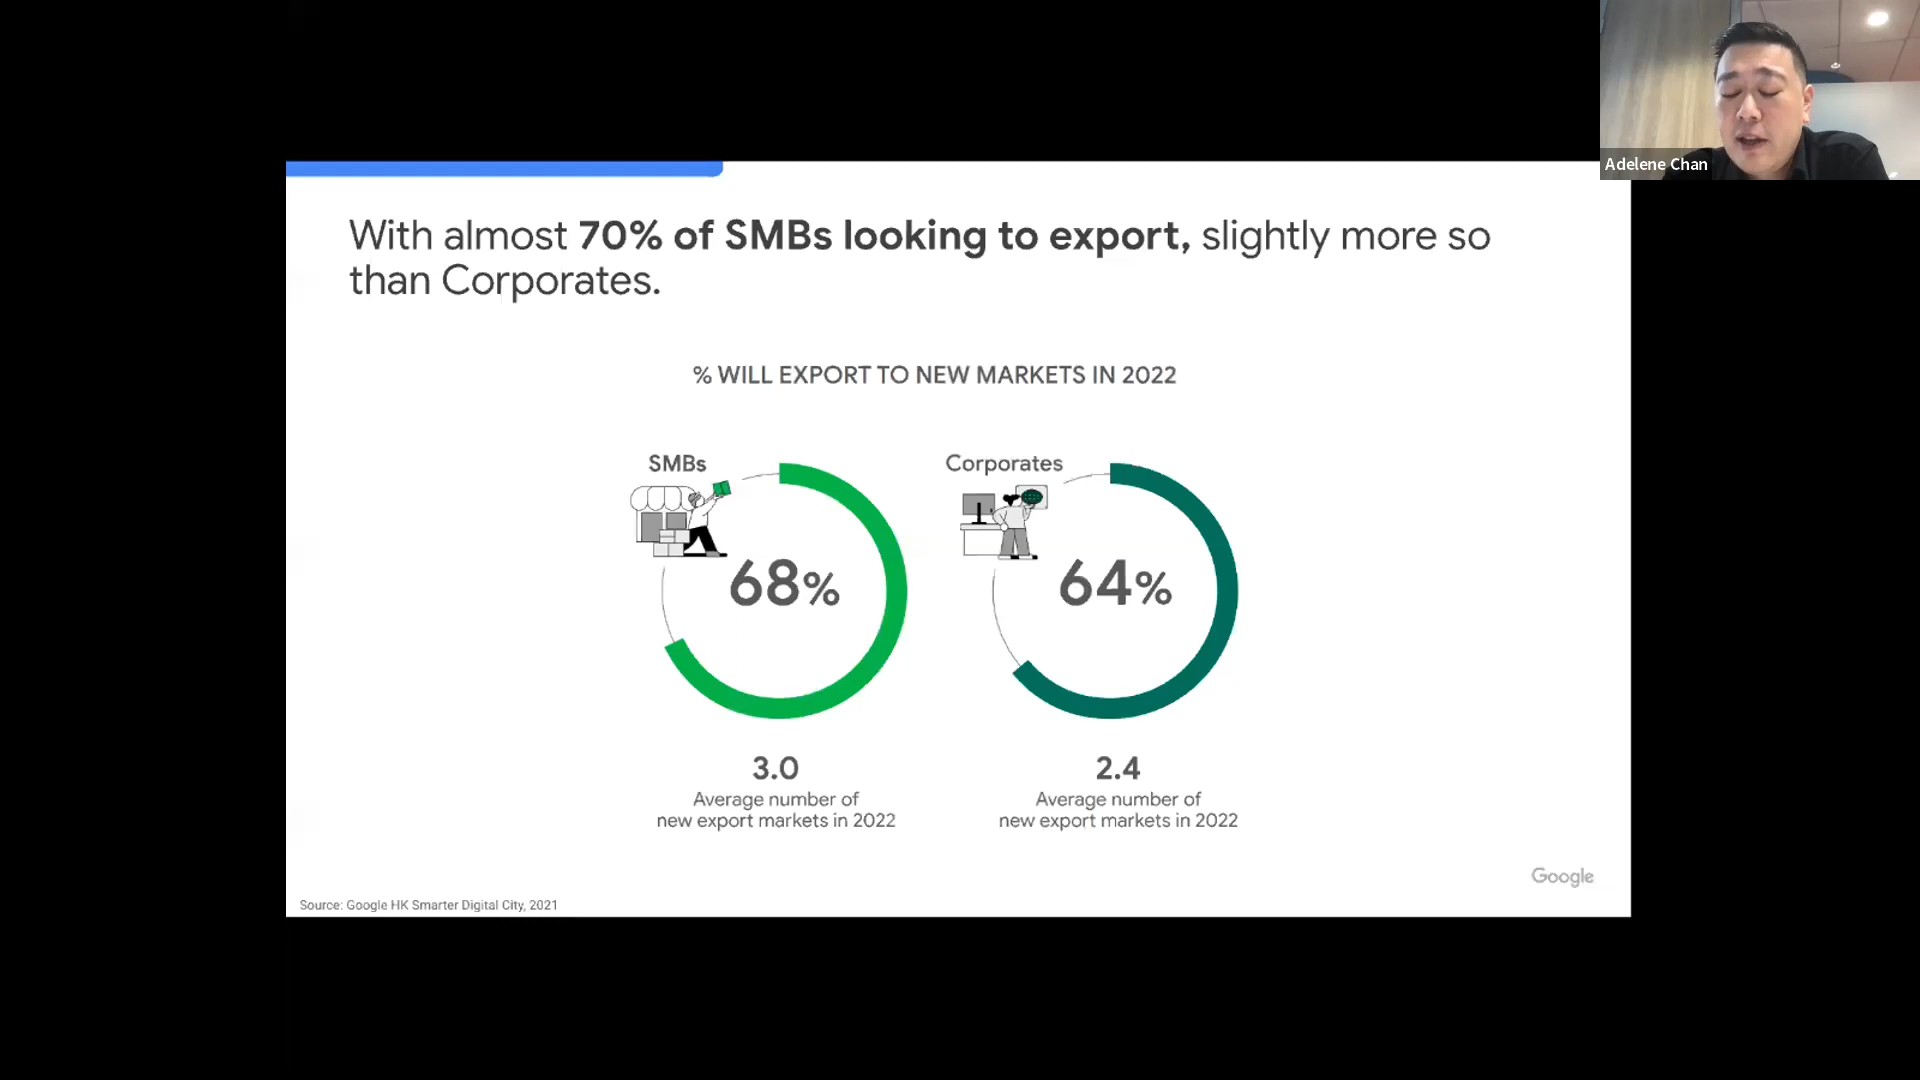 Adelene Chan
With almost 70% of SMBs looking to export, slightly more so
than Corporates.
% WILL EXPORT TO NEW MARKETS IN 2022
SMBs
68%
3.0
Average number of
new export markets in 2022
Corporates
64%
2.4
Average number of
new export markets in 2022
Google
Source: Google HK Smarter Digital City, 2021